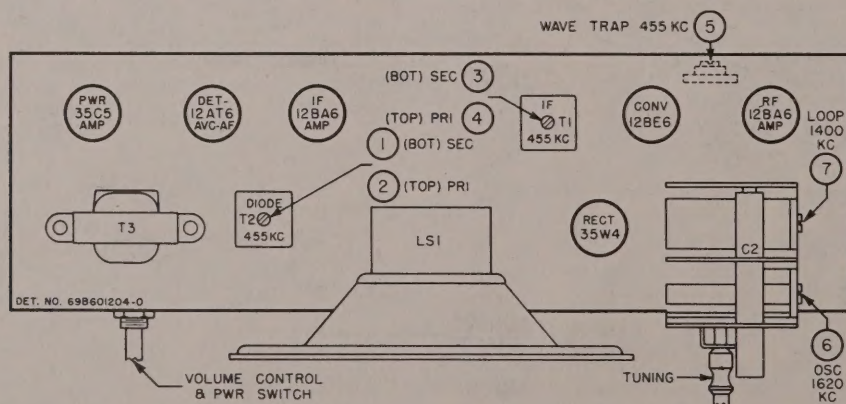 WAVE TRAP 455 KC 5
PWR
35C5
AMP
DET-
12AT6
AVC-AF
IF
12BA6
AMP
(BOT) SEC 3
(TOP) PRI 4
1 (BOT) SEC
2 (TOP) PRI
IF
T1
455 KC
CONV
12BE6
RF
12BA6
AMP
LOOP
1400
KC
7
T3
DIODE
T2
455KC
LS1
RECT
35W4
C2
DET. NO. 69B601204-0
VOLUME CONTROL
& PWR SWITCH
TUNING
6
OSC
1620
KC